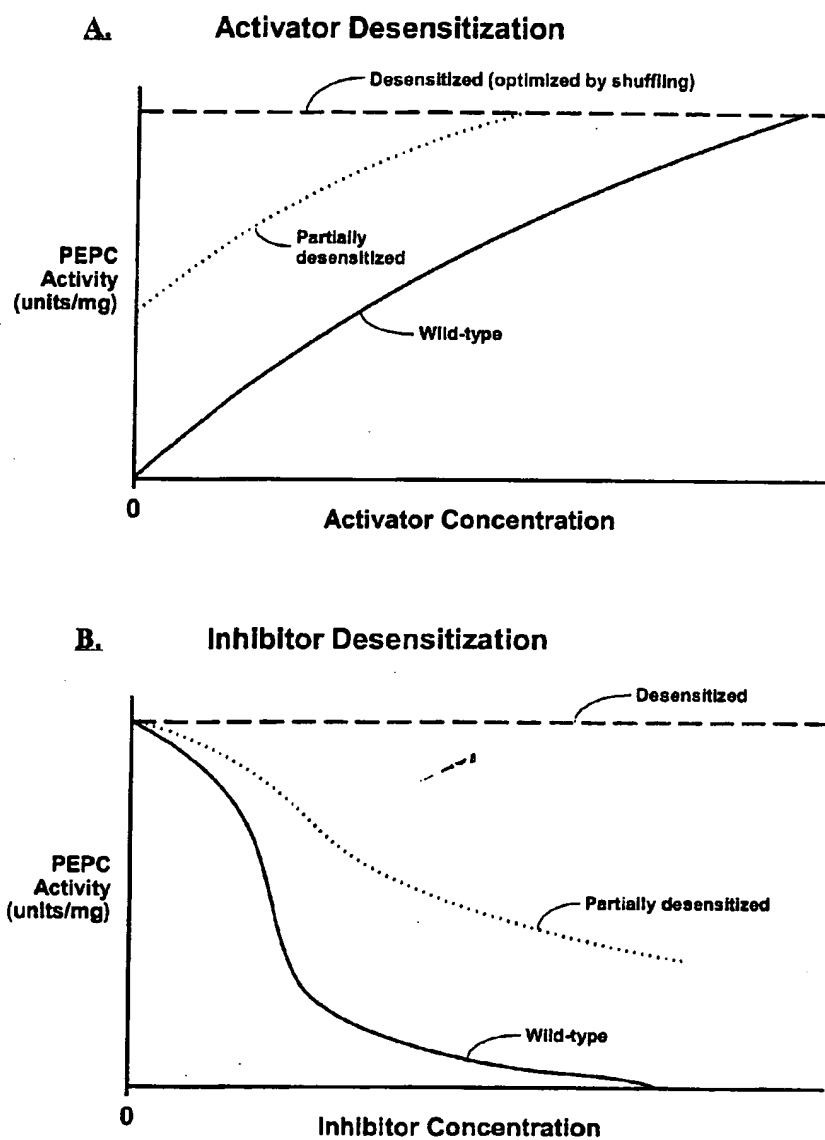 A. Activator Desensitization
Desensitized (optimized by shuffling)
Partially
desensitized
PEPC
Activity
(units/mg)
Wild-type
0
Activator Concentration
B. Inhibitor Desensitization
Desensitized
PEPC
Activity
(units/mg)
Partially desensitized
Wild-type
0
Inhibitor Concentration